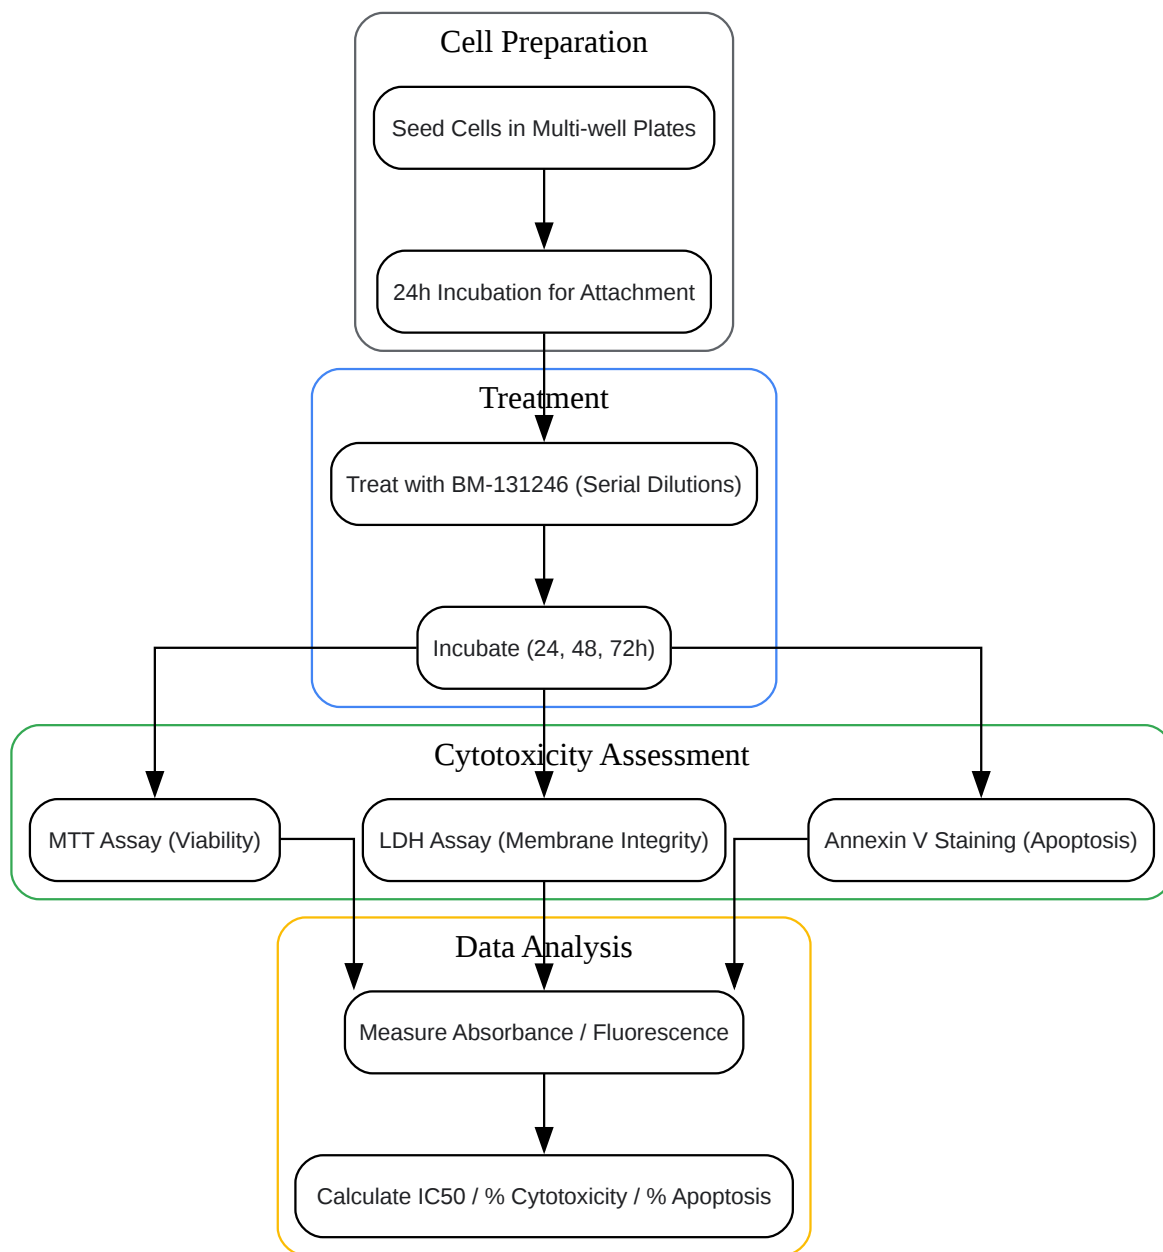 Cell Preparation
Seed Cells in Multi-well Plates
24h Incubation for Attachment
Treatment
Treat with BM-131246 (Serial Dilutions)
Incubate (24, 48, 72h)
Cytotoxicity Assessment
MTT Assay (Viability)
LDH Assay (Membrane Integrity)
Annexin V Staining (Apoptosis)
Data Analysis
Measure Absorbance / Fluorescence
Calculate IC50 / % Cytotoxicity / % Apoptosis